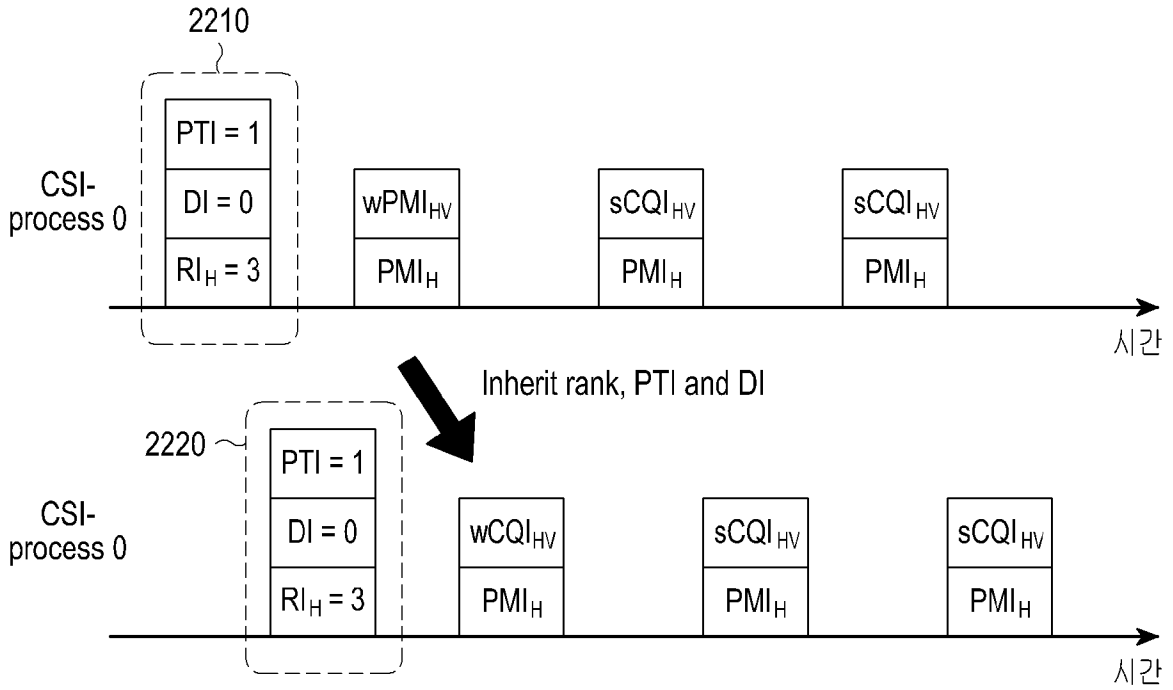 2210
PTI = 1
DI = 0
RI_H = 3
CSI-
process 0
wPMI_HV
PMI_H
sCQI_HV
PMI_H
sCQI_HV
PMI_H
시간
Inherit rank, PTI and DI
2220
PTI = 1
DI = 0
RI_H = 3
CSI-
process 0
wCQI_HV
PMI_H
sCQI_HV
PMI_H
sCQI_HV
PMI_H
시간